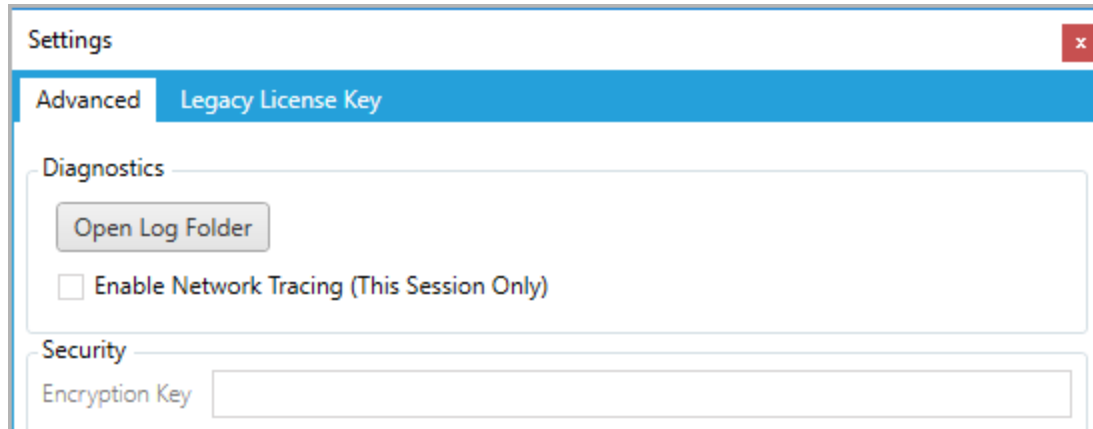 Settings
x
Advanced Legacy License Key
Diagnostics
Open Log Folder
Enable Network Tracing (This Session Only)
Security
Encryption Key